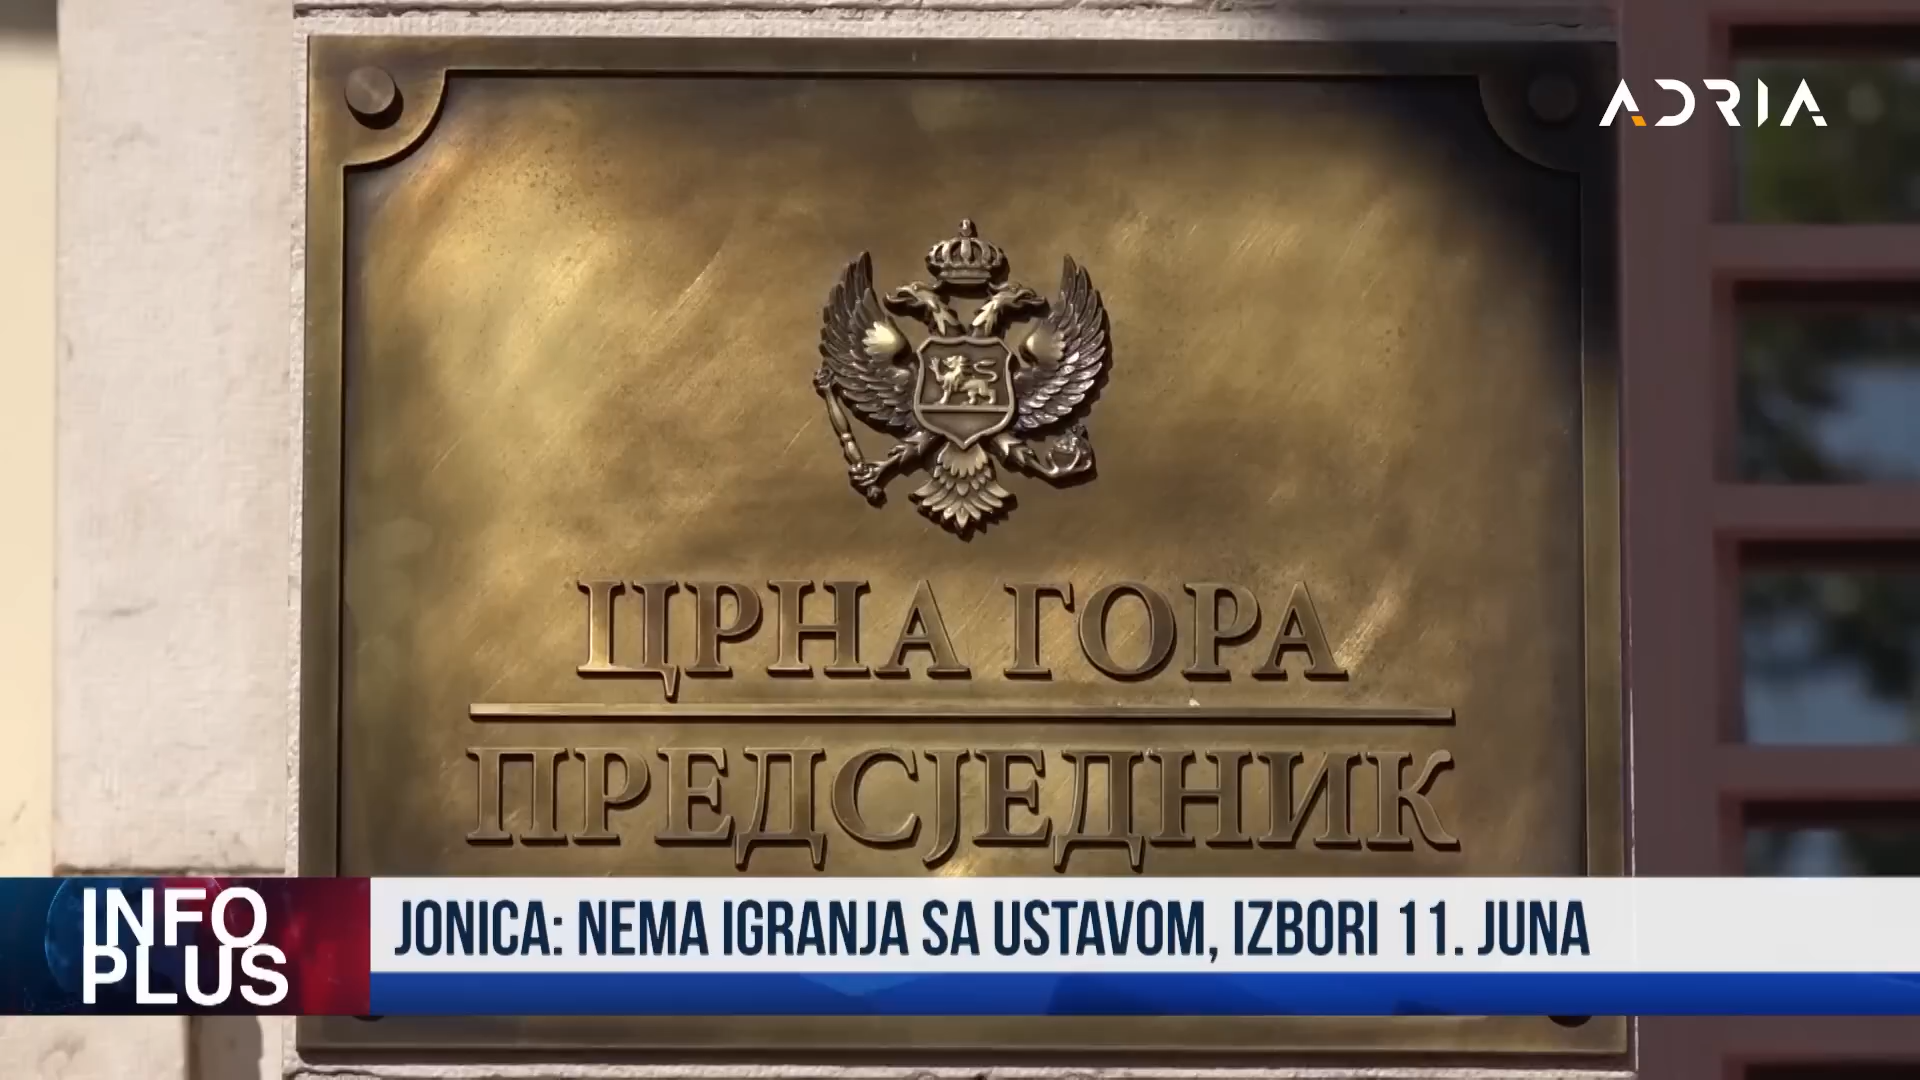 ADRIA
ЦРНА ГОРА
ПРЕДСЈЕДНИК
INFO
PLUS
JONICA: NEMA IGRANJA SA USTAVOM, IZBORI 11. JUNA